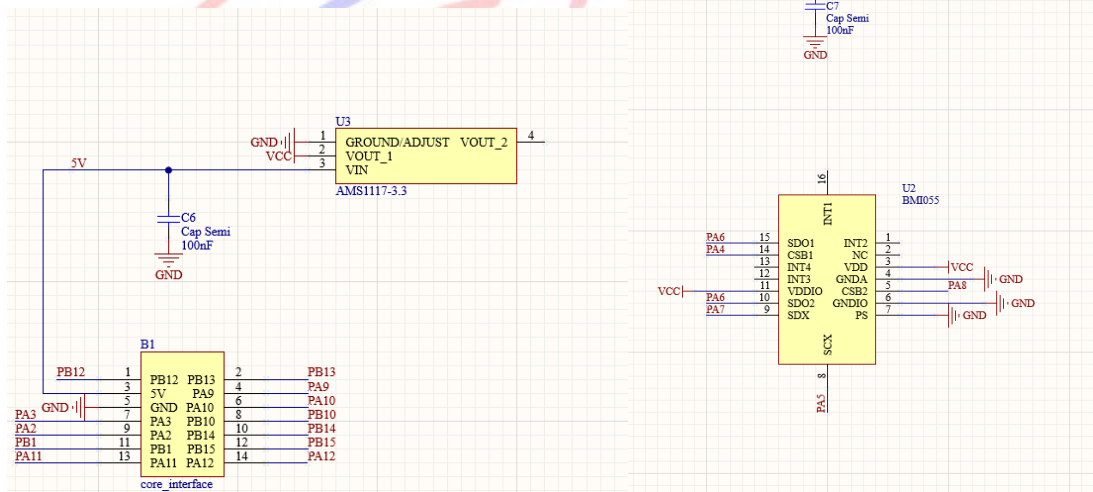 C7
Cap Semi
100nF
GND
U3
GND 1 GROUND/ADJUST VOUT_2 4
VCC 2 VOUT_1
5V 3 VIN
AMS1117-3.3
C6
Cap Semi
100nF
GND
B1
PB12 1 PB12 PB13 2 PB13
3 5V PA9 4 PA9
GND 5 GND PA10 6 PA10
PA3 7 PA3 PB10 8 PB10
PA2 9 PA2 PB14 10 PB14
PB1 11 PB1 PB15 12 PB15
PA11 13 PA11 PA12 14 PA12
core_interface
U2
BMI055
16
INT1
PA6 15 SDO1 INT2 1
PA4 14 CSB1 NC 2
13 INT4 VDD 3 VCC
12 INT3 GNDA 4 GND
VCC 11 VDDIO CSB2 5 PA8
PA6 10 SDO2 GNDIO 6 GND
PA7 9 SDX PS 7 GND
SCX
8
PA5